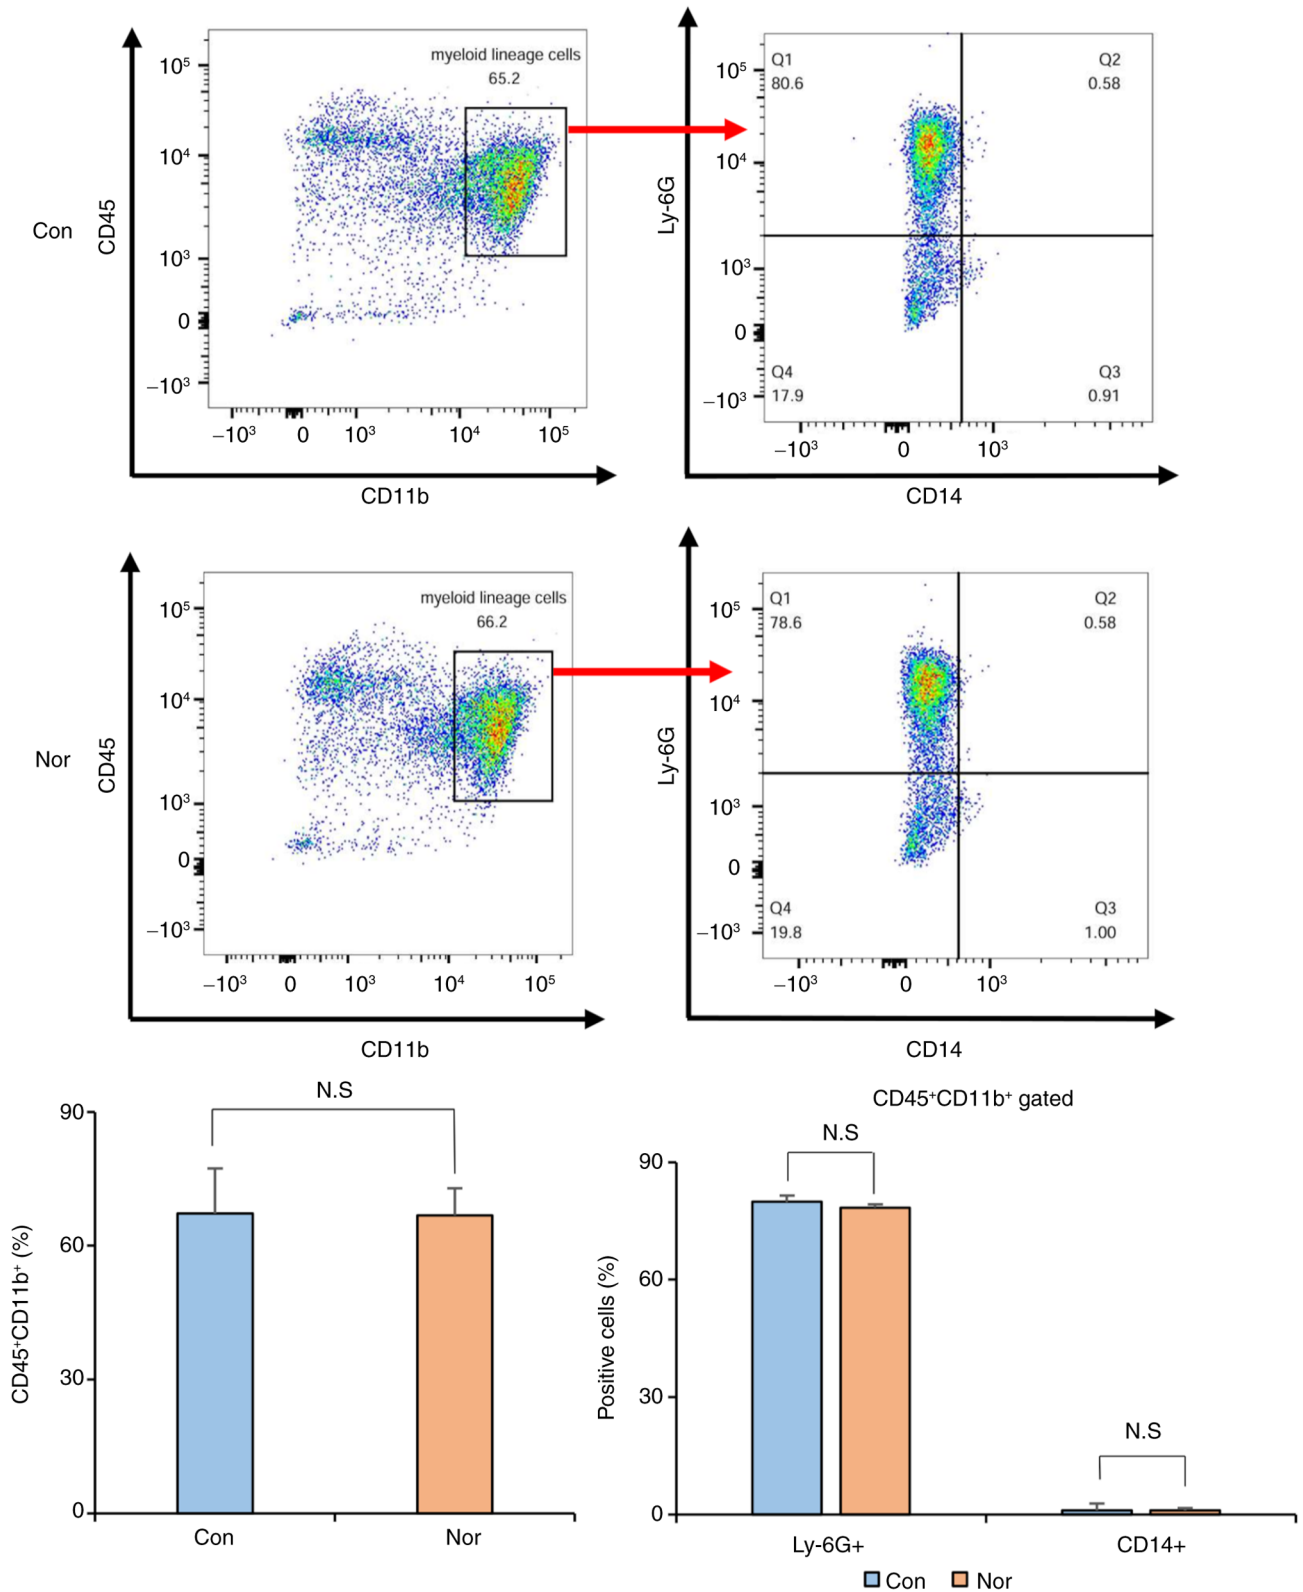 myeloid lineage cells
65.2
10⁵
10⁴
10³
0
−10³
−10³ 0 10³ 10⁴ 10⁵
CD45
CD11b
Con
Q1
80.6
Q2
0.58
Q4
17.9
Q3
0.91
10⁵
10⁴
10³
0
−10³
−10³ 0 10³
Ly-6G
CD14
myeloid lineage cells
66.2
10⁵
10⁴
10³
0
−10³
−10³ 0 10³ 10⁴ 10⁵
CD45
CD11b
Nor
Q1
78.6
Q2
0.58
Q4
19.8
Q3
1.00
10⁵
10⁴
10³
0
−10³
−10³ 0 10³
Ly-6G
CD14
N.S
90
60
30
0
CD45⁺CD11b⁺ (%)
Con Nor
CD45⁺CD11b⁺ gated
N.S
N.S
90
60
30
0
Positive cells (%)
Ly-6G+ CD14+
Con Nor